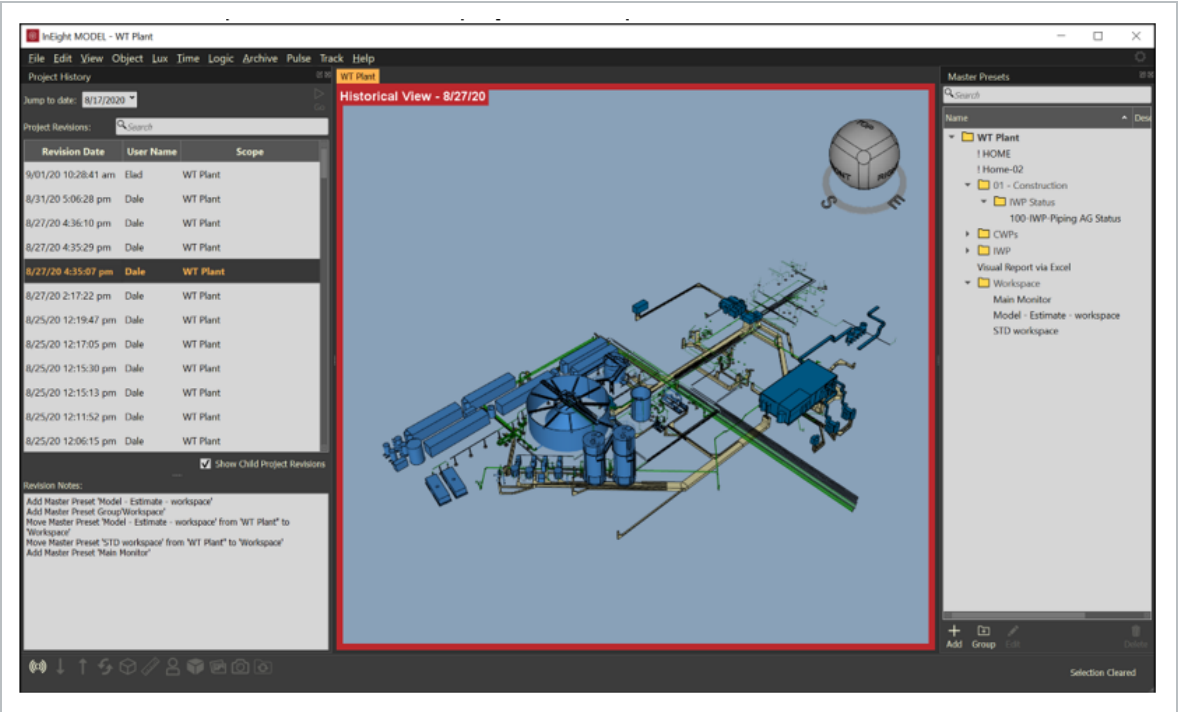 InEight MODEL - WT Plant
File Edit View Object Lux Time Logic Archive Pulse Track Help
Project History
Jump to date: 8/17/2020
Go
Project Revisions: Search
Revision Date User Name Scope
9/01/20 10:28:41 am Elad WT Plant
8/31/20 5:06:28 pm Dale WT Plant
8/27/20 4:36:10 pm Dale WT Plant
8/27/20 4:35:29 pm Dale WT Plant
8/27/20 4:35:07 pm Dale WT Plant
8/27/20 2:17:22 pm Dale WT Plant
8/25/20 12:19:47 pm Dale WT Plant
8/25/20 12:17:05 pm Dale WT Plant
8/25/20 12:15:30 pm Dale WT Plant
8/25/20 12:15:13 pm Dale WT Plant
8/25/20 12:11:52 pm Dale WT Plant
8/25/20 12:06:15 pm Dale WT Plant
Show Child Project Revisions
Revision Notes:
Add Master Preset 'Model - Estimate - workspace'
Add Master Preset Group'Workspace'
Move Master Preset 'Model - Estimate - workspace' from 'WT Plant" to
'Workspace'
Move Master Preset 'STD workspace' from 'WT Plant" to 'Workspace'
Add Master Preset 'Main Monitor'
WT Plant
Historical View - 8/27/20
TOP
FRONT
RIGHT
S
E
Master Presets
Search
Name Desc
WT Plant
! HOME
! Home-02
01 - Construction
IWP Status
100-IWP-Piping AG Status
CWPs
IWP
Visual Report via Excel
Workspace
Main Monitor
Model - Estimate - workspace
STD workspace
Add Group Edit Delete
Selection Cleared